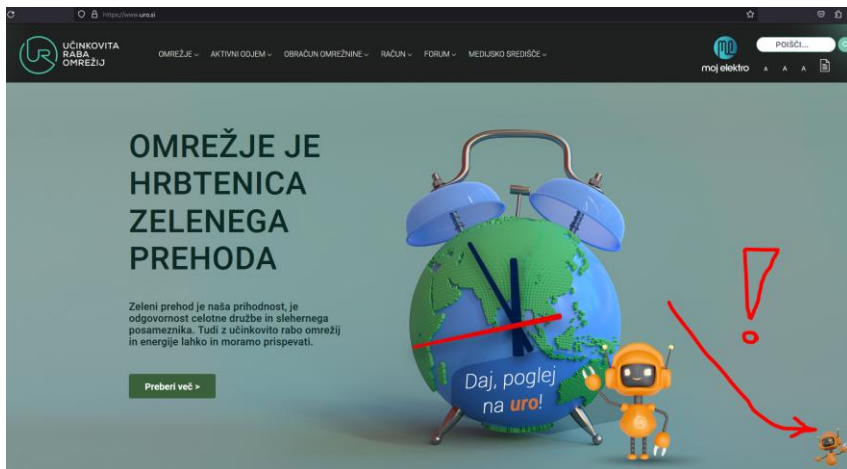 https://www.uro.si
UČINKOVITA
RABA
OMREŽIJ
OMREŽJE
AKTIVNI ODJEM
OBRAČUN OMREŽNINE
RAČUN
FORUM
MEDIJSKO SREDIŠČE
moj elektro
POIŠČI...
A A A
OMREŽJE JE
HRBTENICA
ZELENEGA
PREHODA
Zeleni prehod je naša prihodnost, je
odgovornost celotne družbe in slehernega
posameznika. Tudi z učinkovito rabo omrežij
in energije lahko in moramo prispevati.
Preberi več >
Daj, poglej
na uro!
!